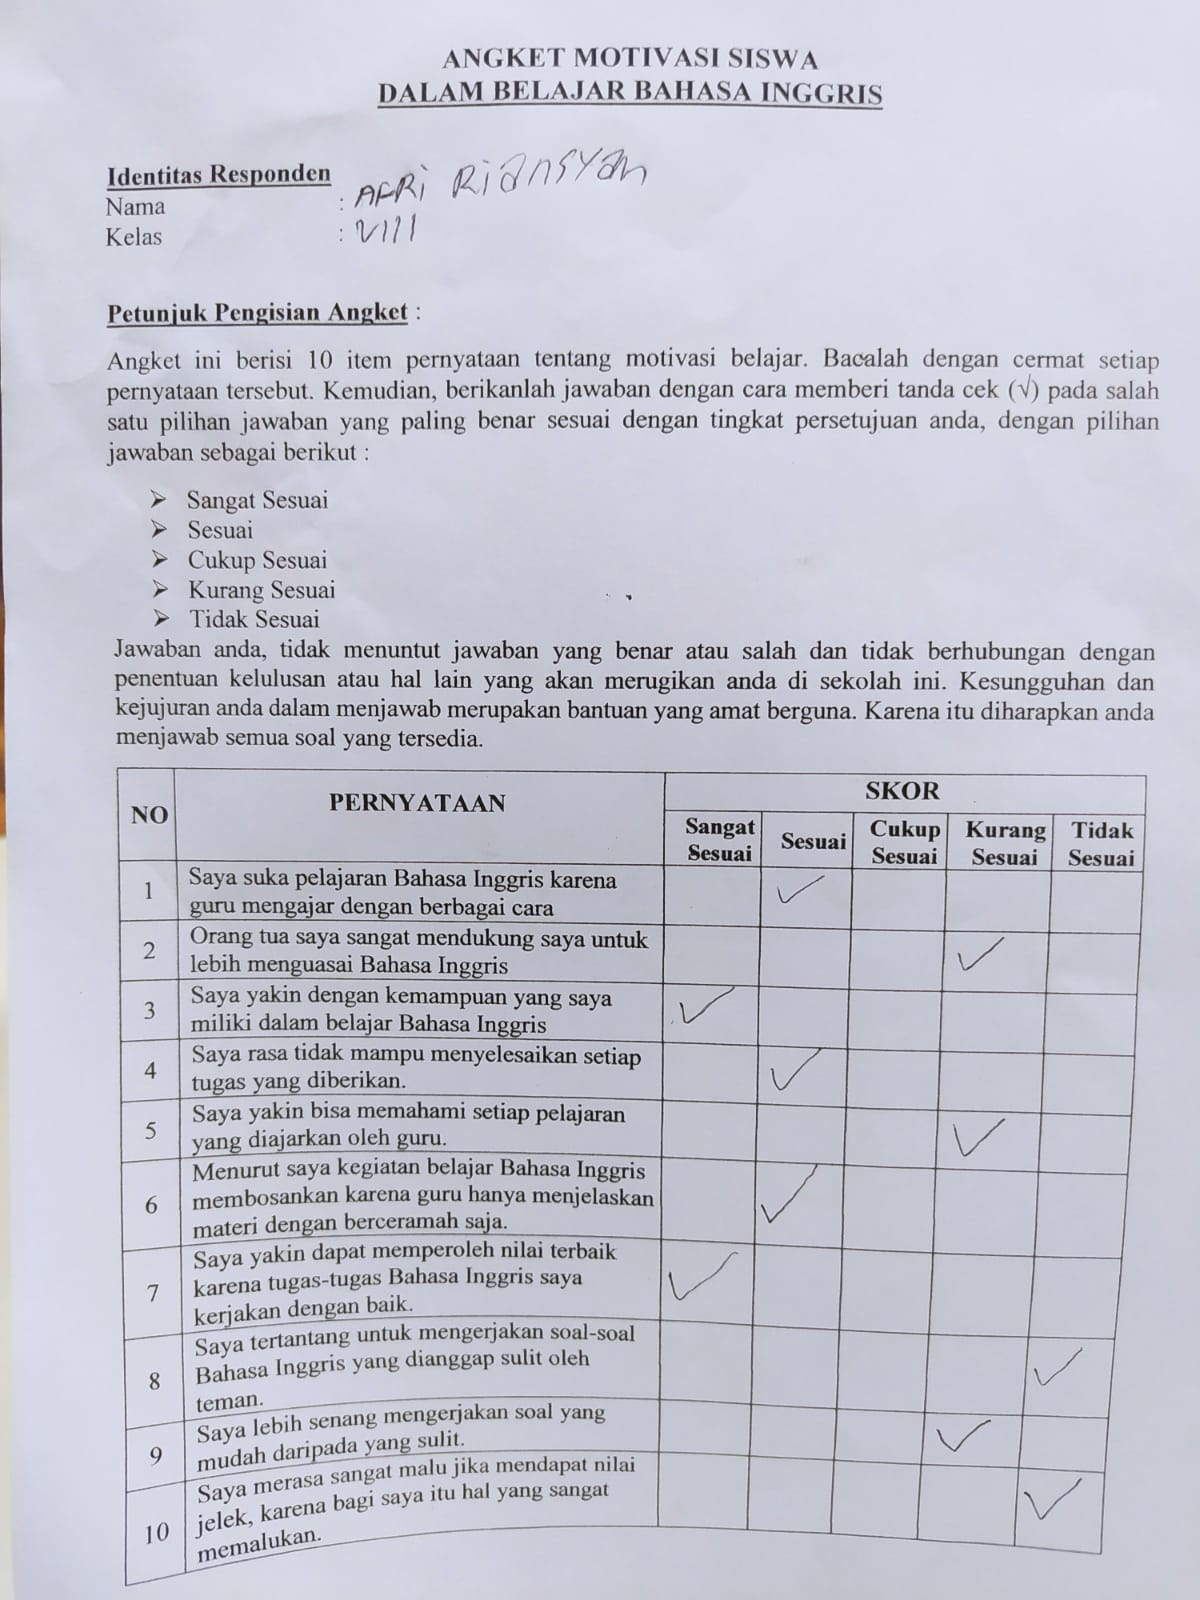 ANGKET MOTIVASI SISWA
DALAM BELAJAR BAHASA INGGRIS
Identitas Responden
Nama : AFRi RiansYah
Kelas : VIII
Petunjuk Pengisian Angket :
Angket ini berisi 10 item pernyataan tentang motivasi belajar. Bacalah dengan cermat setiap
pernyataan tersebut. Kemudian, berikanlah jawaban dengan cara memberi tanda cek (√) pada salah
satu pilihan jawaban yang paling benar sesuai dengan tingkat persetujuan anda, dengan pilihan
jawaban sebagai berikut :
➢ Sangat Sesuai
➢ Sesuai
➢ Cukup Sesuai
➢ Kurang Sesuai
➢ Tidak Sesuai
Jawaban anda, tidak menuntut jawaban yang benar atau salah dan tidak berhubungan dengan
penentuan kelulusan atau hal lain yang akan merugikan anda di sekolah ini. Kesungguhan dan
kejujuran anda dalam menjawab merupakan bantuan yang amat berguna. Karena itu diharapkan anda
menjawab semua soal yang tersedia.
NO PERNYATAAN SKOR
Sangat Sesuai Sesuai Cukup Sesuai Kurang Sesuai Tidak Sesuai
1 Saya suka pelajaran Bahasa Inggris karena
guru mengajar dengan berbagai cara ✓
2 Orang tua saya sangat mendukung saya untuk
lebih menguasai Bahasa Inggris ✓
3 Saya yakin dengan kemampuan yang saya
miliki dalam belajar Bahasa Inggris ✓
4 Saya rasa tidak mampu menyelesaikan setiap
tugas yang diberikan. ✓
5 Saya yakin bisa memahami setiap pelajaran
yang diajarkan oleh guru. ✓
6 Menurut saya kegiatan belajar Bahasa Inggris
membosankan karena guru hanya menjelaskan
materi dengan berceramah saja. ✓
7 Saya yakin dapat memperoleh nilai terbaik
karena tugas-tugas Bahasa Inggris saya
kerjakan dengan baik. ✓
8 Saya tertantang untuk mengerjakan soal-soal
Bahasa Inggris yang dianggap sulit oleh
teman. ✓
9 Saya lebih senang mengerjakan soal yang
mudah daripada yang sulit. ✓
10 Saya merasa sangat malu jika mendapat nilai
jelek, karena bagi saya itu hal yang sangat
memalukan. ✓